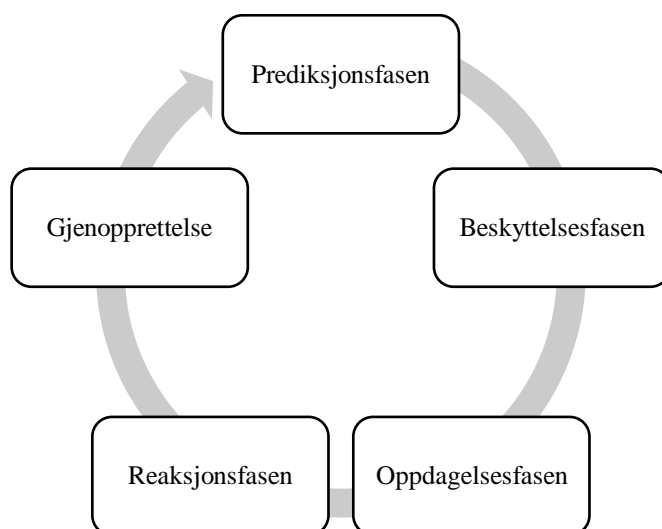 Prediksjonsfasen
Beskyttelsesfasen
Oppdagelsesfasen
Reaksjonsfasen
Gjenopprettelse